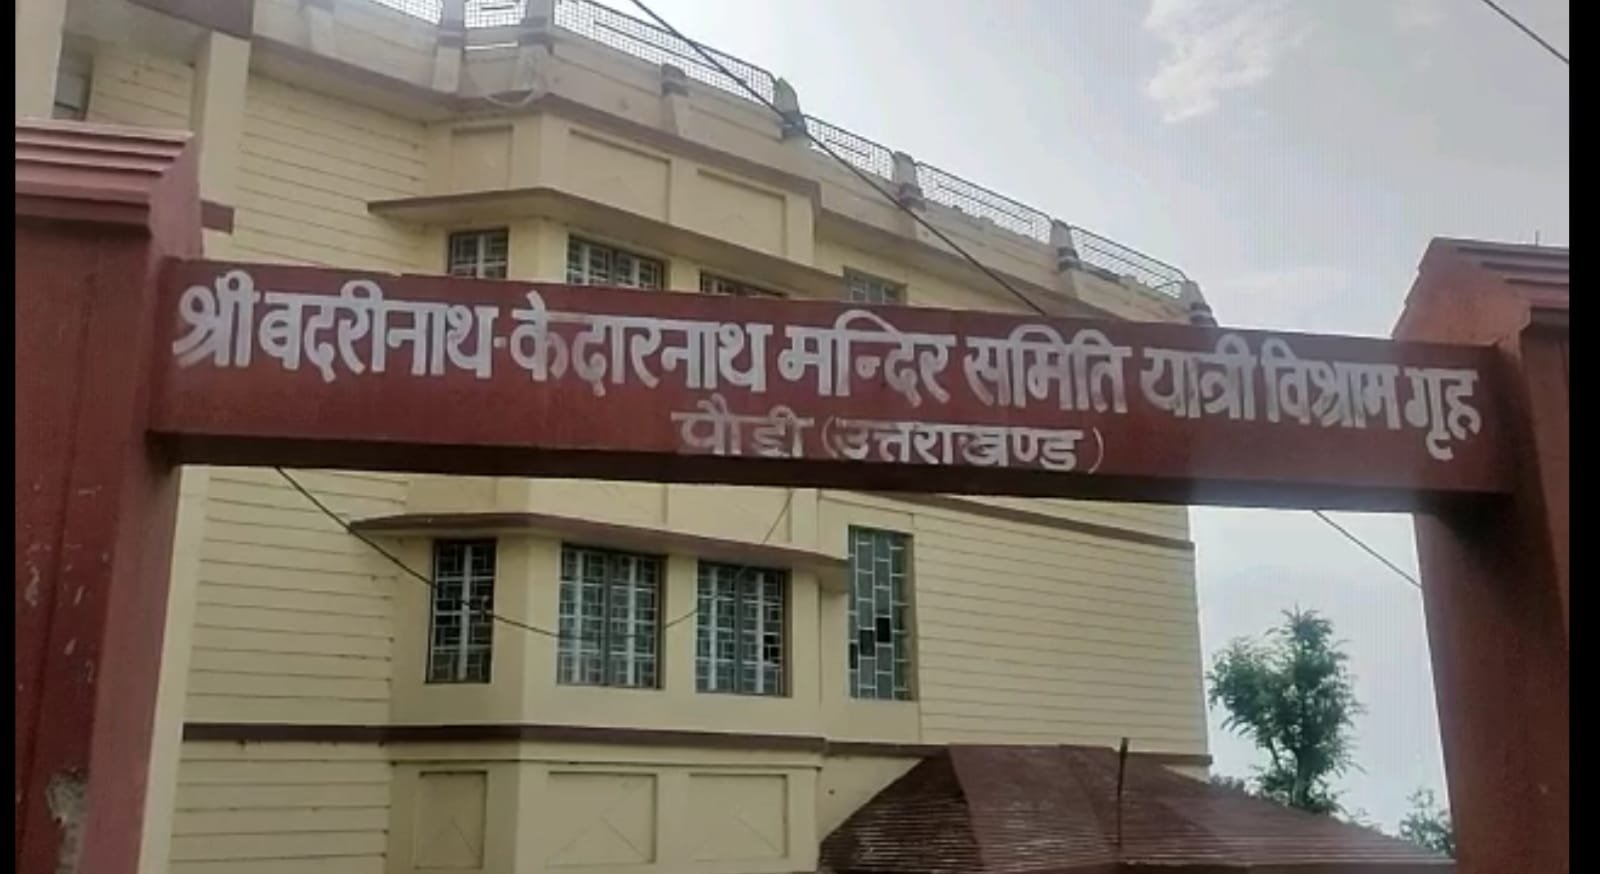 श्री बदरीनाथ-केदारनाथ मन्दिर समिति यात्री विश्राम गृह
पौडी (उत्तराखण्ड)